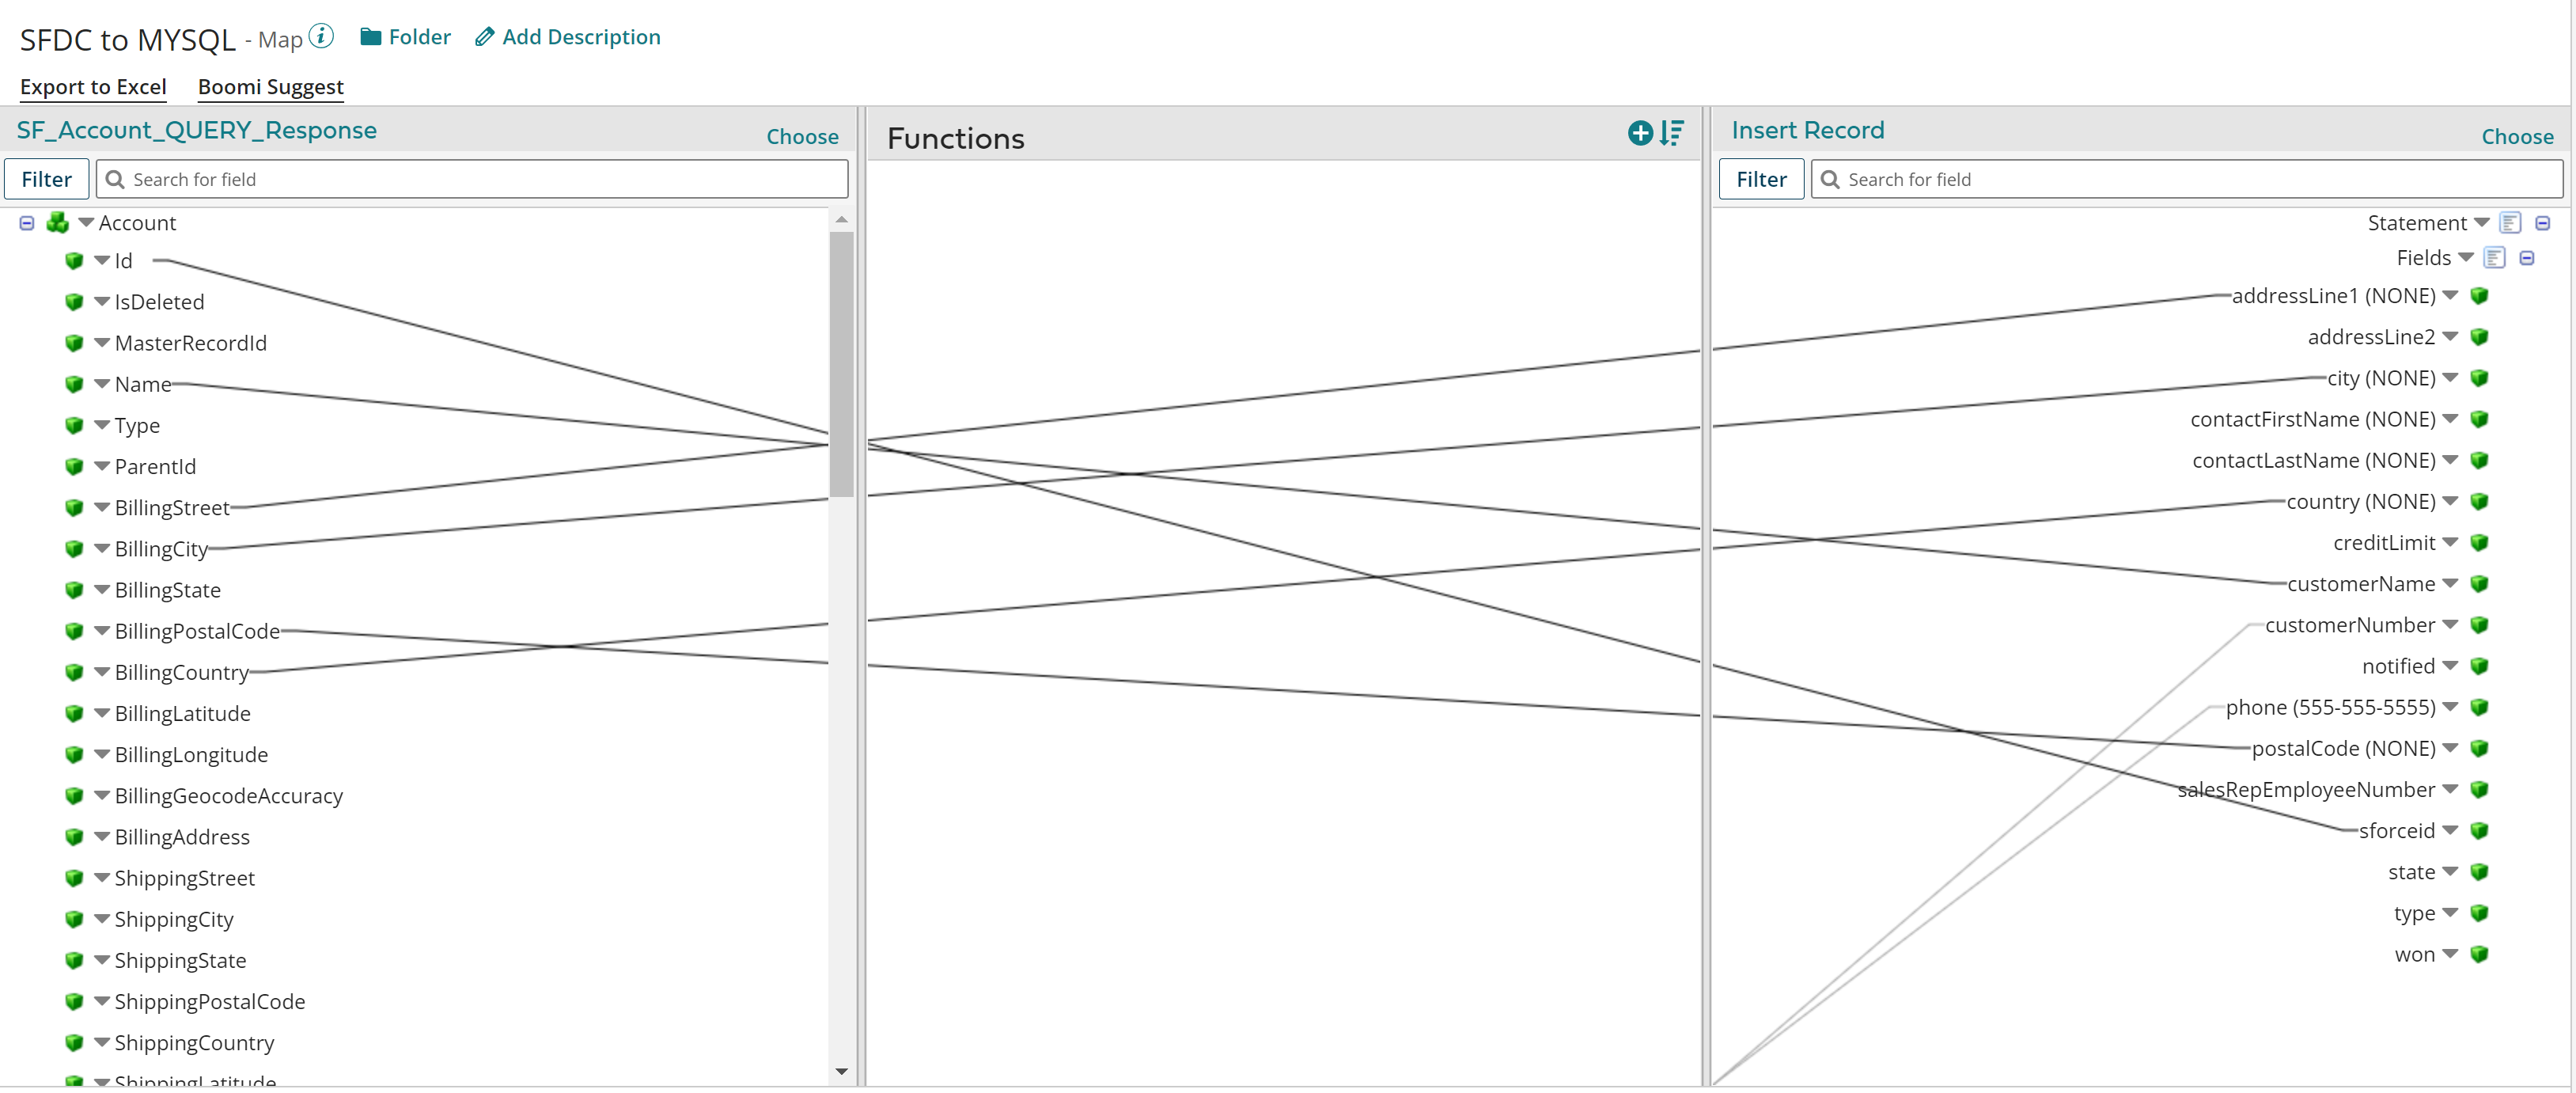 SFDC to MYSQL - Map i Folder Add Description
Export to Excel Boomi Suggest
SF_Account_QUERY_Response Choose
Filter Search for field
Account
Id
IsDeleted
MasterRecordId
Name
Type
ParentId
BillingStreet
BillingCity
BillingState
BillingPostalCode
BillingCountry
BillingLatitude
BillingLongitude
BillingGeocodeAccuracy
BillingAddress
ShippingStreet
ShippingCity
ShippingState
ShippingPostalCode
ShippingCountry
ShippingLatitude
Functions
Insert Record Choose
Filter Search for field
Statement
Fields
addressLine1 (NONE)
addressLine2
city (NONE)
contactFirstName (NONE)
contactLastName (NONE)
country (NONE)
creditLimit
customerName
customerNumber
notified
phone (555-555-5555)
postalCode (NONE)
salesRepEmployeeNumber
sforceid
state
type
won